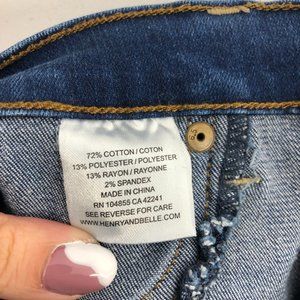 72% COTTON / COTON
13% POLYESTER / POLYESTER
13% RAYON / RAYONNE
2% SPANDEX
MADE IN CHINA
RN 104855 CA 42241
SEE REVERSE FOR CARE
WWW.HENRYANDBELLE.COM